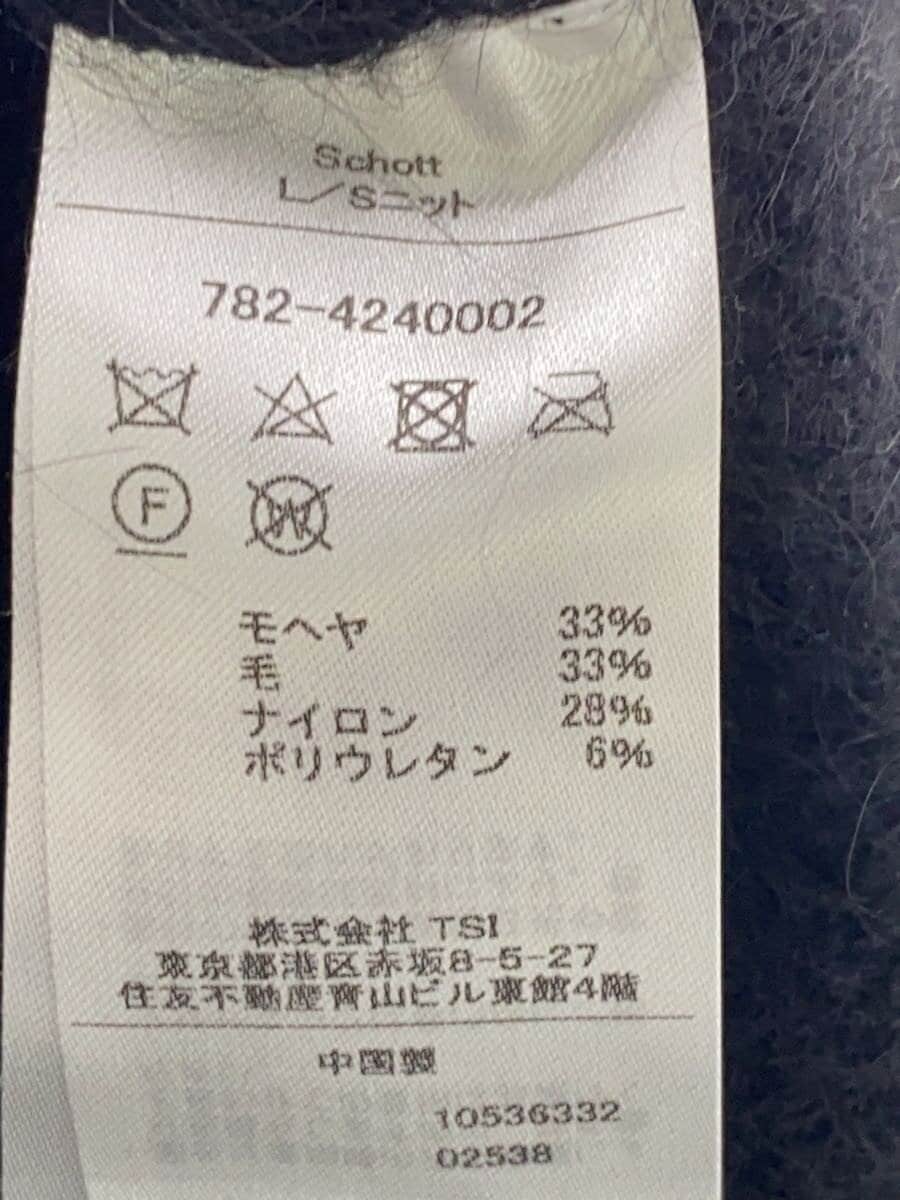 Schott
L/Sニット
782-4240002
F
W
モヘヤ 33%
毛 33%
ナイロン 28%
ポリウレタン 6%
株式会社 TSI
東京都港区赤坂8-5-27
住友不動産青山ビル東館4階
中国製
10536332
02538